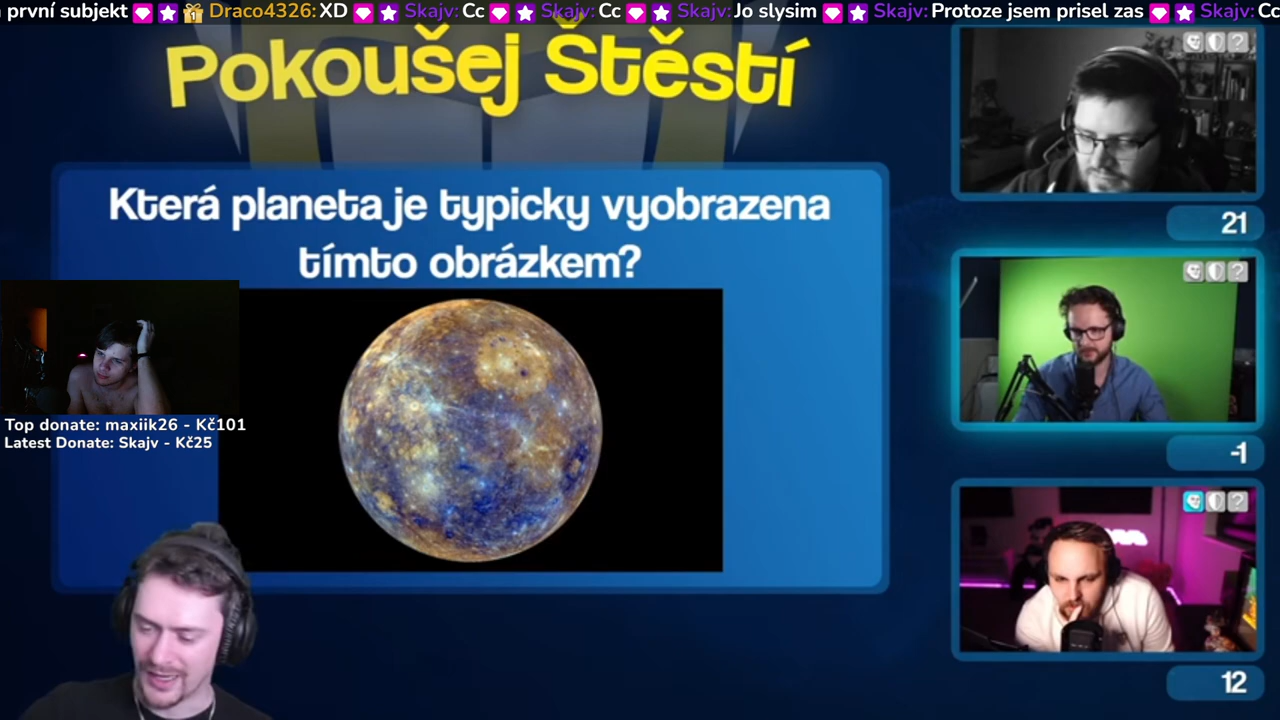 první subjekt Draco4326: XD Skajv: Cc Skajv: Cc Skajv: Jo slysim Skajv: Protoze jsem prisel zas Skajv: Cc
Pokoušej Štěstí
Která planeta je typicky vyobrazena
tímto obrázkem?
Top donate: maxiik26 - Kč101
Latest Donate: Skajv - Kč25
21
-1
12